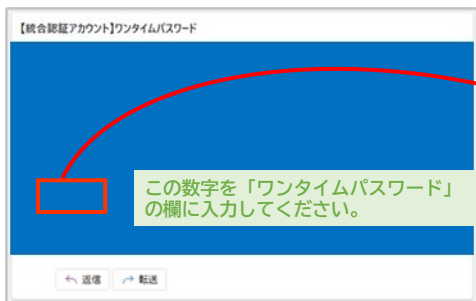 【統合認証アカウント】ワンタイムパスワード
この数字を「ワンタイムパスワード」
の欄に入力してください。
返信
転送